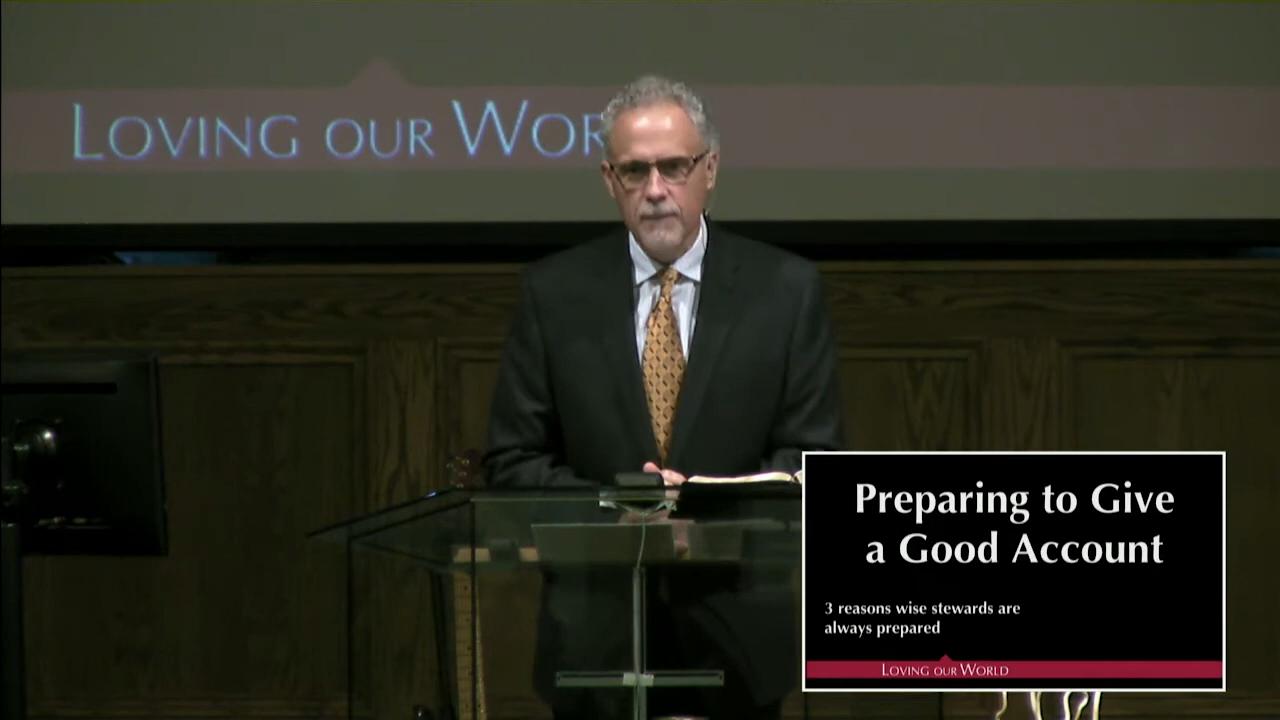 LOVING OUR WOR
Preparing to Give
a Good Account
3 reasons wise stewards are
always prepared
LOVING OUR WORLD